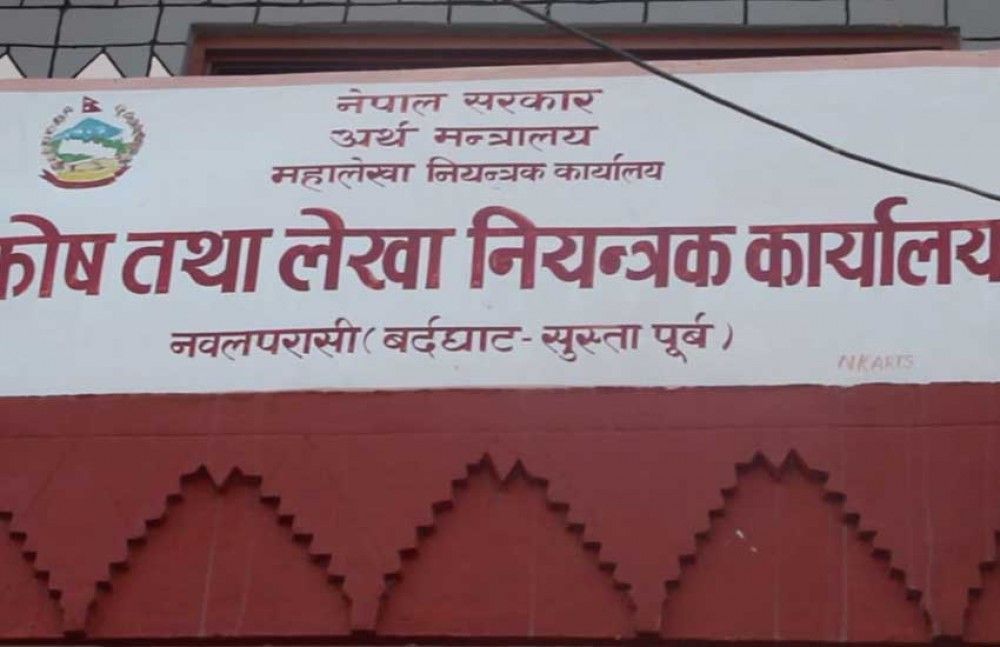 नेपाल सरकार
अर्थ मन्त्रालय
महालेखा नियन्त्रक कार्यालय
कोष तथा लेखा नियन्त्रक कार्यालय
नवलपरासी (बर्दघाट-सुस्ता पूर्ब)
NKARTS